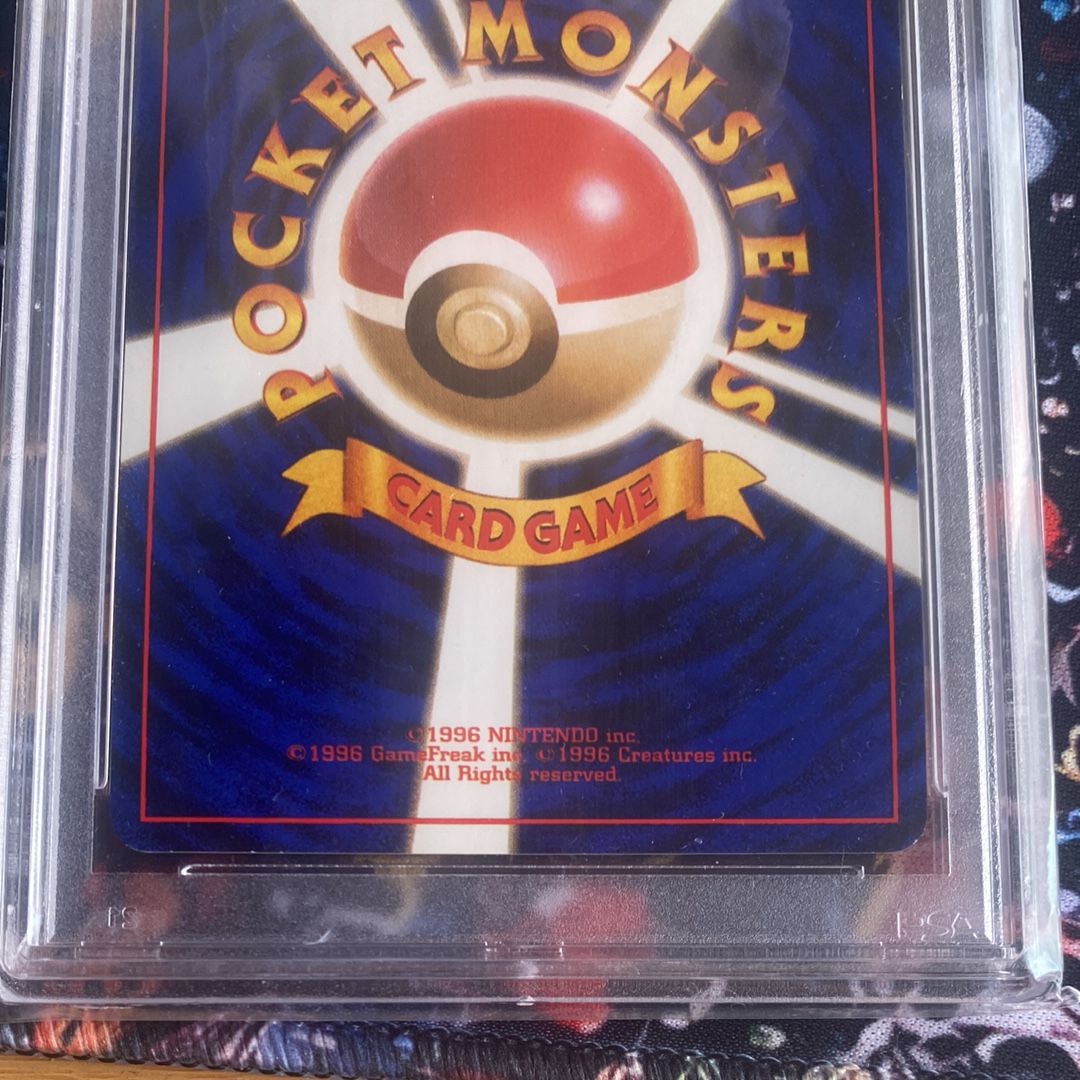 POCKET MONSTERS
CARD GAME
©1996 NINTENDO inc.
©1996 GameFreak inc. ©1996 Creatures inc.
All Rights reserved.
PSA